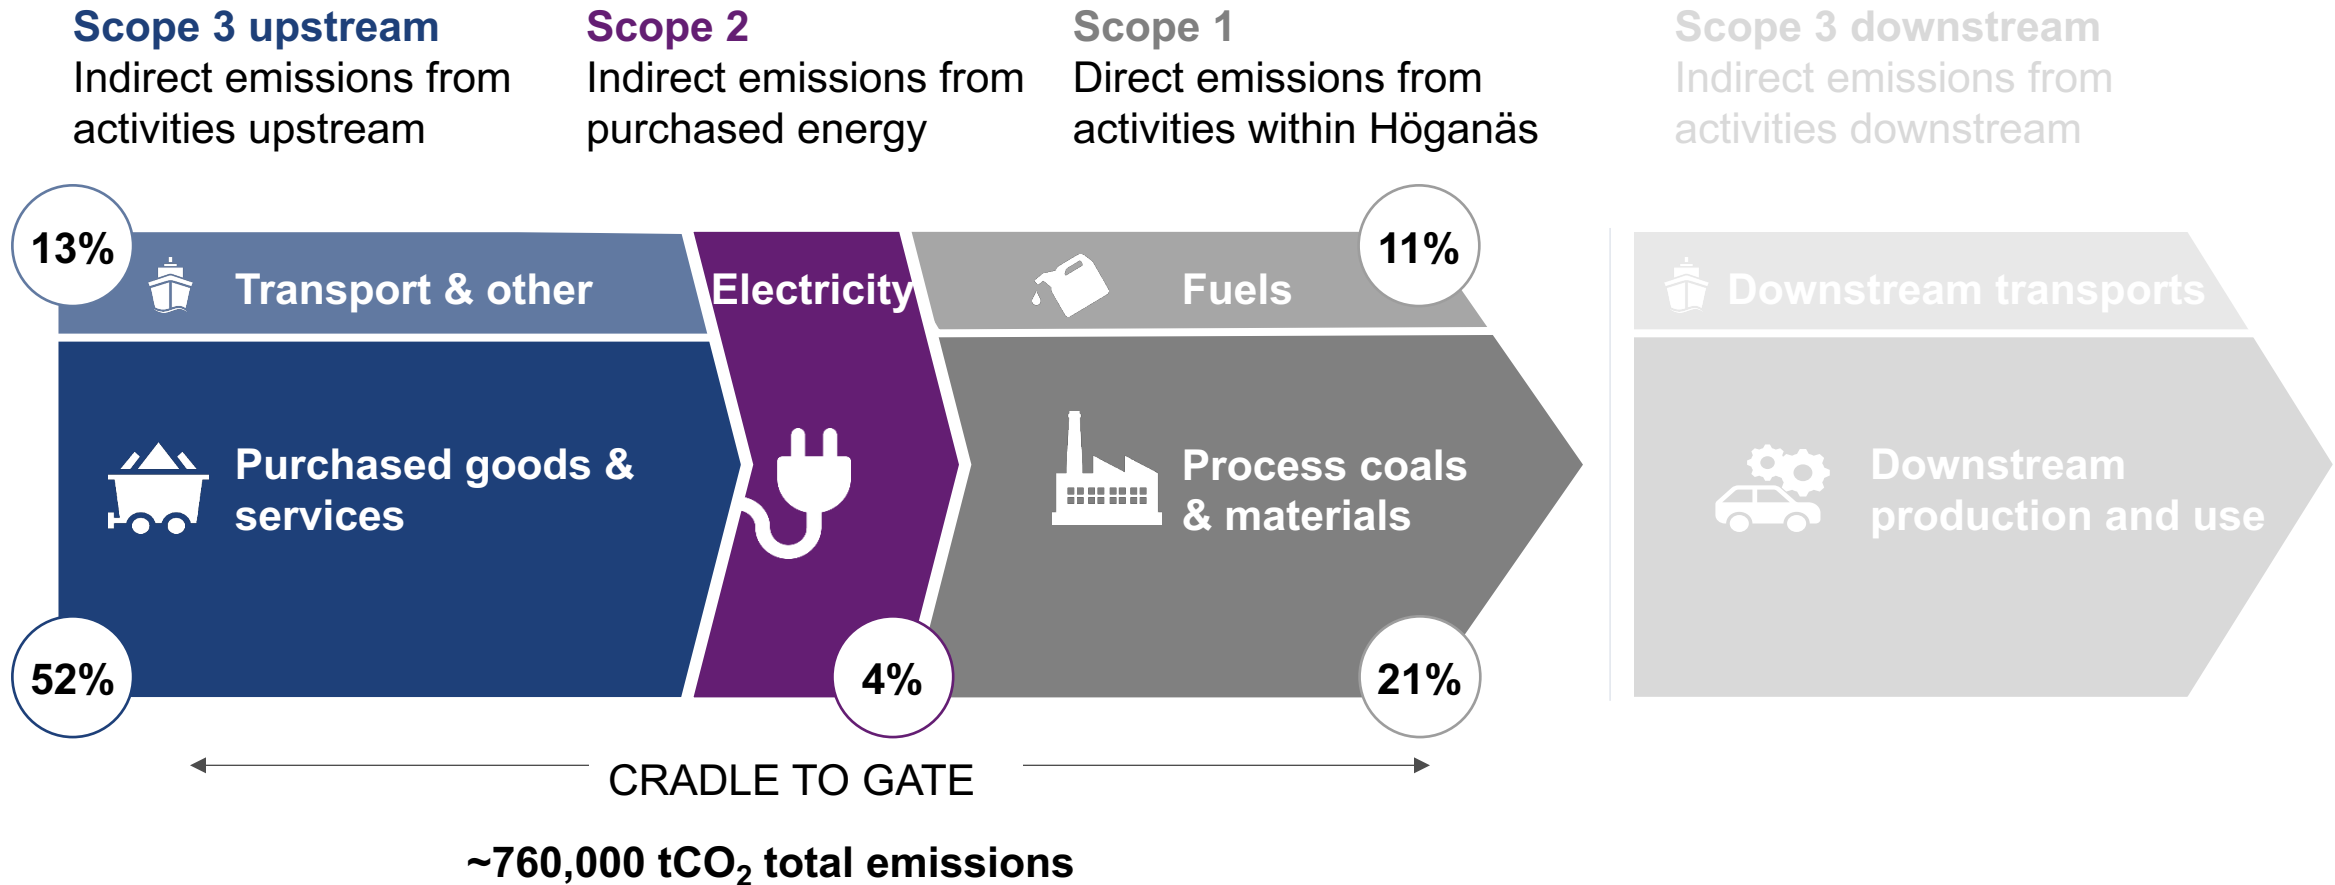 Scope 3 upstream
Indirect emissions from
activities upstream
Scope 2
Indirect emissions from
purchased energy
Scope 1
Direct emissions from
activities within Höganäs
Scope 3 downstream
Indirect emissions from
activities downstream
13%
Transport & other
Electricity
Fuels
11%
Downstream transports
Purchased goods &
services
Process coals
& materials
Downstream
production and use
52%
4%
21%
CRADLE TO GATE
~760,000 tCO₂ total emissions